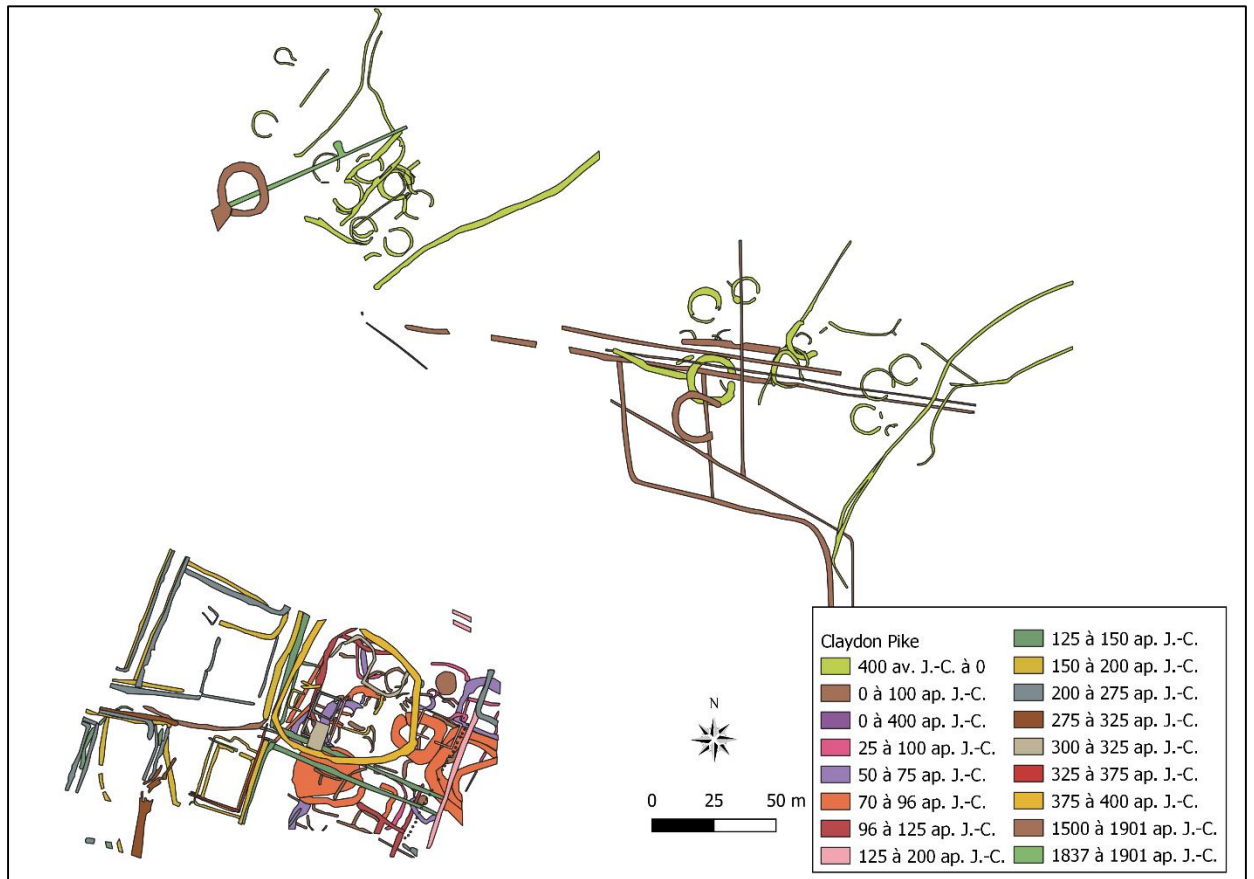 Claydon Pike
400 av. J.-C. à 0
0 à 100 ap. J.-C.
0 à 400 ap. J.-C.
25 à 100 ap. J.-C.
50 à 75 ap. J.-C.
70 à 96 ap. J.-C.
96 à 125 ap. J.-C.
125 à 200 ap. J.-C.
125 à 150 ap. J.-C.
150 à 200 ap. J.-C.
200 à 275 ap. J.-C.
275 à 325 ap. J.-C.
300 à 325 ap. J.-C.
325 à 375 ap. J.-C.
375 à 400 ap. J.-C.
1500 à 1901 ap. J.-C.
1837 à 1901 ap. J.-C.
N
0 25 50 m